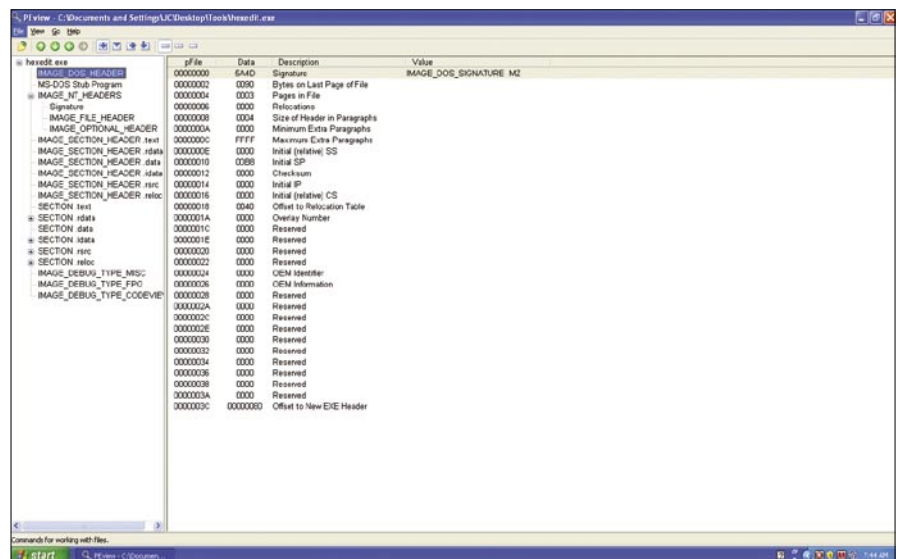 PEview - C:\Documents and Settings\JC\Desktop\Tools\hexedit.exe
File View Go Help
hexedit.exe
IMAGE_DOS_HEADER
MS-DOS Stub Program
IMAGE_NT_HEADERS
Signature
IMAGE_FILE_HEADER
IMAGE_OPTIONAL_HEADER
IMAGE_SECTION_HEADER .text
IMAGE_SECTION_HEADER .rdata
IMAGE_SECTION_HEADER .data
IMAGE_SECTION_HEADER .idata
IMAGE_SECTION_HEADER .rsrc
IMAGE_SECTION_HEADER .reloc
SECTION .text
SECTION .rdata
SECTION .data
SECTION .idata
SECTION .rsrc
SECTION .reloc
IMAGE_DEBUG_TYPE_MISC
IMAGE_DEBUG_TYPE_FPO
IMAGE_DEBUG_TYPE_CODEVIEW
pFile Data Description Value
00000000 5A4D Signature IMAGE_DOS_SIGNATURE MZ
00000002 0090 Bytes on Last Page of File
00000004 0003 Pages in File
00000006 0000 Relocations
00000008 0004 Size of Header in Paragraphs
0000000A 0000 Minimum Extra Paragraphs
0000000C FFFF Maximum Extra Paragraphs
0000000E 0000 Initial (relative) SS
00000010 00B8 Initial SP
00000012 0000 Checksum
00000014 0000 Initial IP
00000016 0000 Initial (relative) CS
00000018 0040 Offset to Relocation Table
0000001A 0000 Overlay Number
0000001C 0000 Reserved
0000001E 0000 Reserved
00000020 0000 Reserved
00000022 0000 Reserved
00000024 0000 OEM Identifier
00000026 0000 OEM Information
00000028 0000 Reserved
0000002A 0000 Reserved
0000002C 0000 Reserved
0000002E 0000 Reserved
00000030 0000 Reserved
00000032 0000 Reserved
00000034 0000 Reserved
00000036 0000 Reserved
00000038 0000 Reserved
0000003A 0000 Reserved
0000003C 00000080 Offset to New EXE Header
Commands for working with files.
start PEview - C:\Documen...
7:44 AM